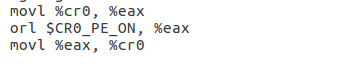 movl %cr0, %eax
orl $CR0_PE_ON, %eax
movl %eax, %cr0